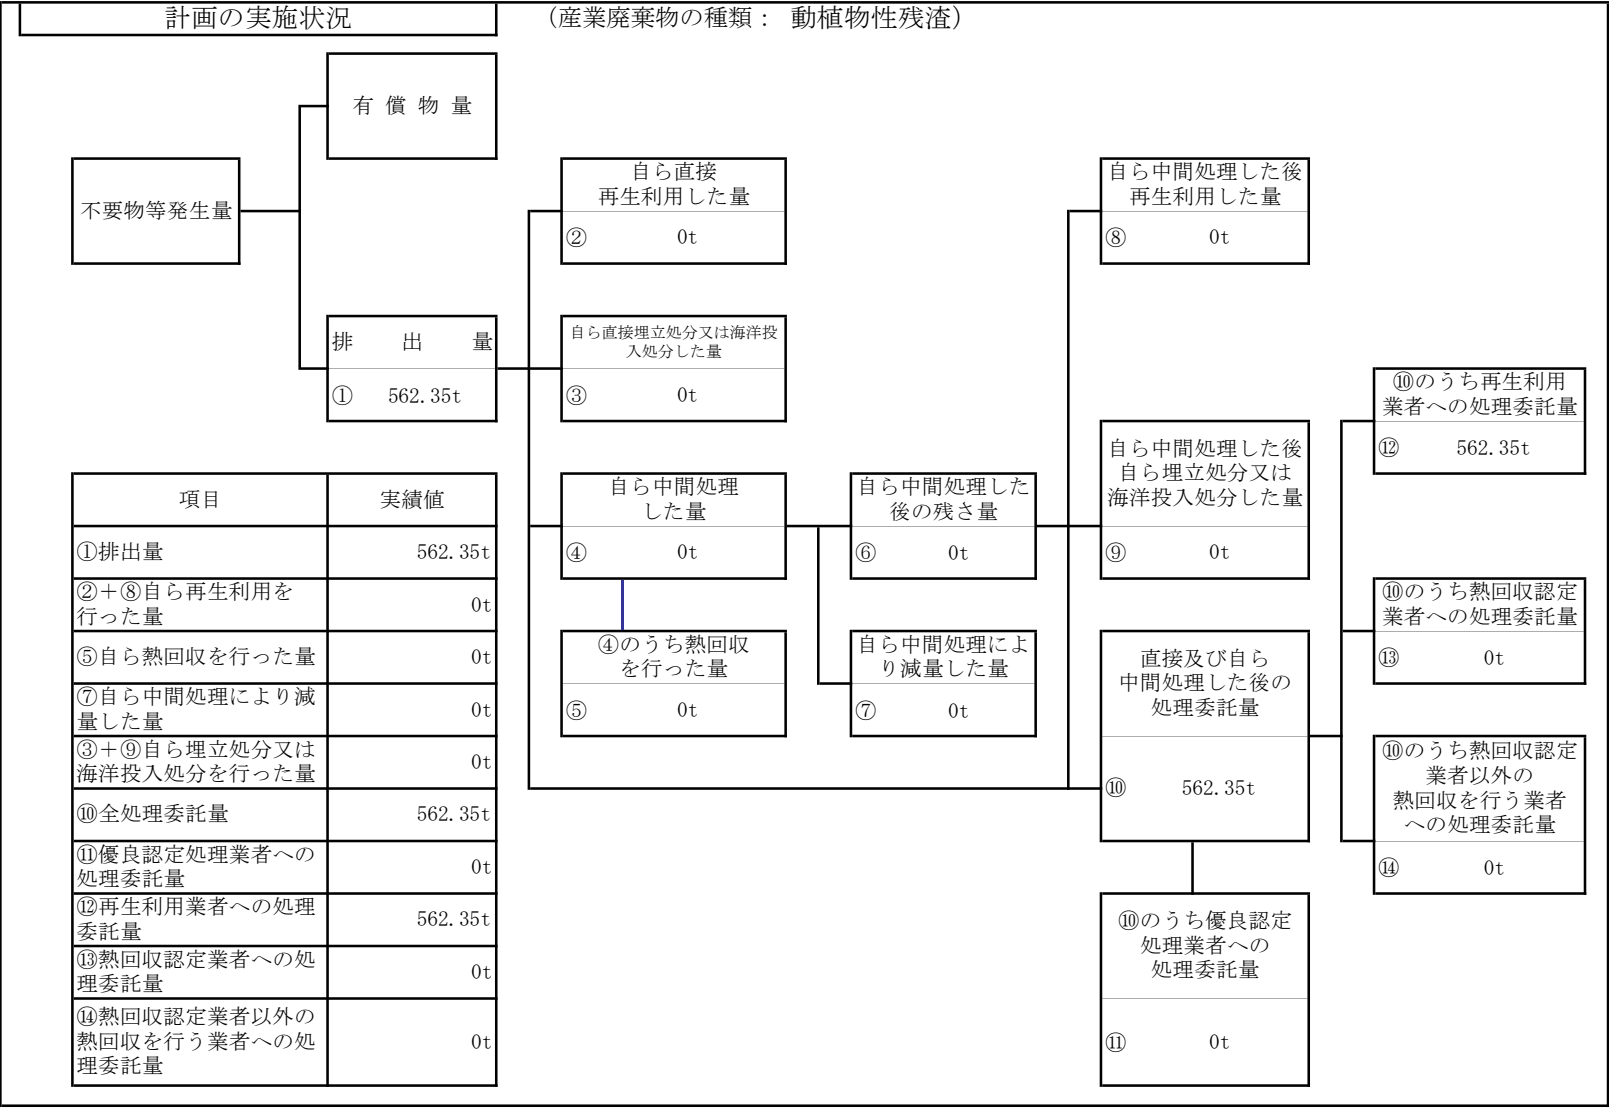 計画の実施状況
（産業廃棄物の種類： 動植物性残渣）
有 償 物 量
不要物等発生量
排 出 量
① 562.35t
自ら直接
再生利用した量
② 0t
自ら直接埋立処分又は海洋投
入処分した量
③ 0t
自ら中間処理
した量
④ 0t
④のうち熱回収
を行った量
⑤ 0t
自ら中間処理した
後の残さ量
⑥ 0t
自ら中間処理によ
り減量した量
⑦ 0t
自ら中間処理した後
再生利用した量
⑧ 0t
自ら中間処理した後
自ら埋立処分又は
海洋投入処分した量
⑨ 0t
直接及び自ら
中間処理した後の
処理委託量
⑩ 562.35t
⑩のうち優良認定
処理業者への
処理委託量
⑪ 0t
⑩のうち再生利用
業者への処理委託量
⑫ 562.35t
⑩のうち熱回収認定
業者への処理委託量
⑬ 0t
⑩のうち熱回収認定
業者以外の
熱回収を行う業者
への処理委託量
⑭ 0t
項目 実績値
①排出量 562.35t
②＋⑧自ら再生利用を
行った量 0t
⑤自ら熱回収を行った量 0t
⑦自ら中間処理により減
量した量 0t
③＋⑨自ら埋立処分又は
海洋投入処分を行った量 0t
⑩全処理委託量 562.35t
⑪優良認定処理業者への
処理委託量 0t
⑫再生利用業者への処理
委託量 562.35t
⑬熱回収認定業者への処
理委託量 0t
⑭熱回収認定業者以外の
熱回収を行う業者への処
理委託量 0t